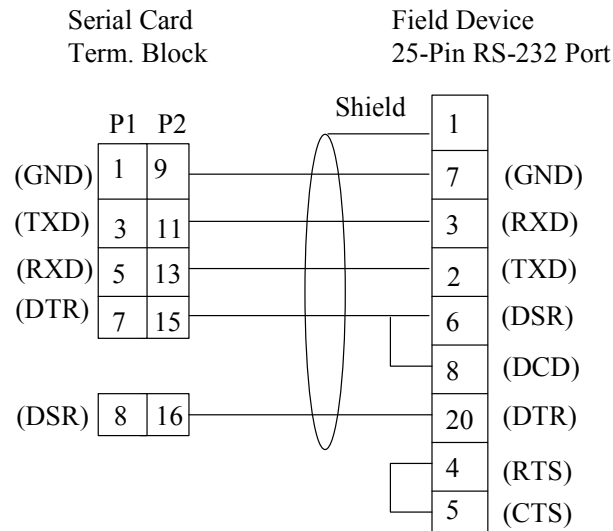 Serial Card
Term. Block
Field Device
25-Pin RS-232 Port
Shield
P1 P2
1
(GND) 1 9 7 (GND)
(TXD) 3 11 3 (RXD)
(RXD) 5 13 2 (TXD)
(DTR) 7 15 6 (DSR)
8 (DCD)
(DSR) 8 16 20 (DTR)
4 (RTS)
5 (CTS)